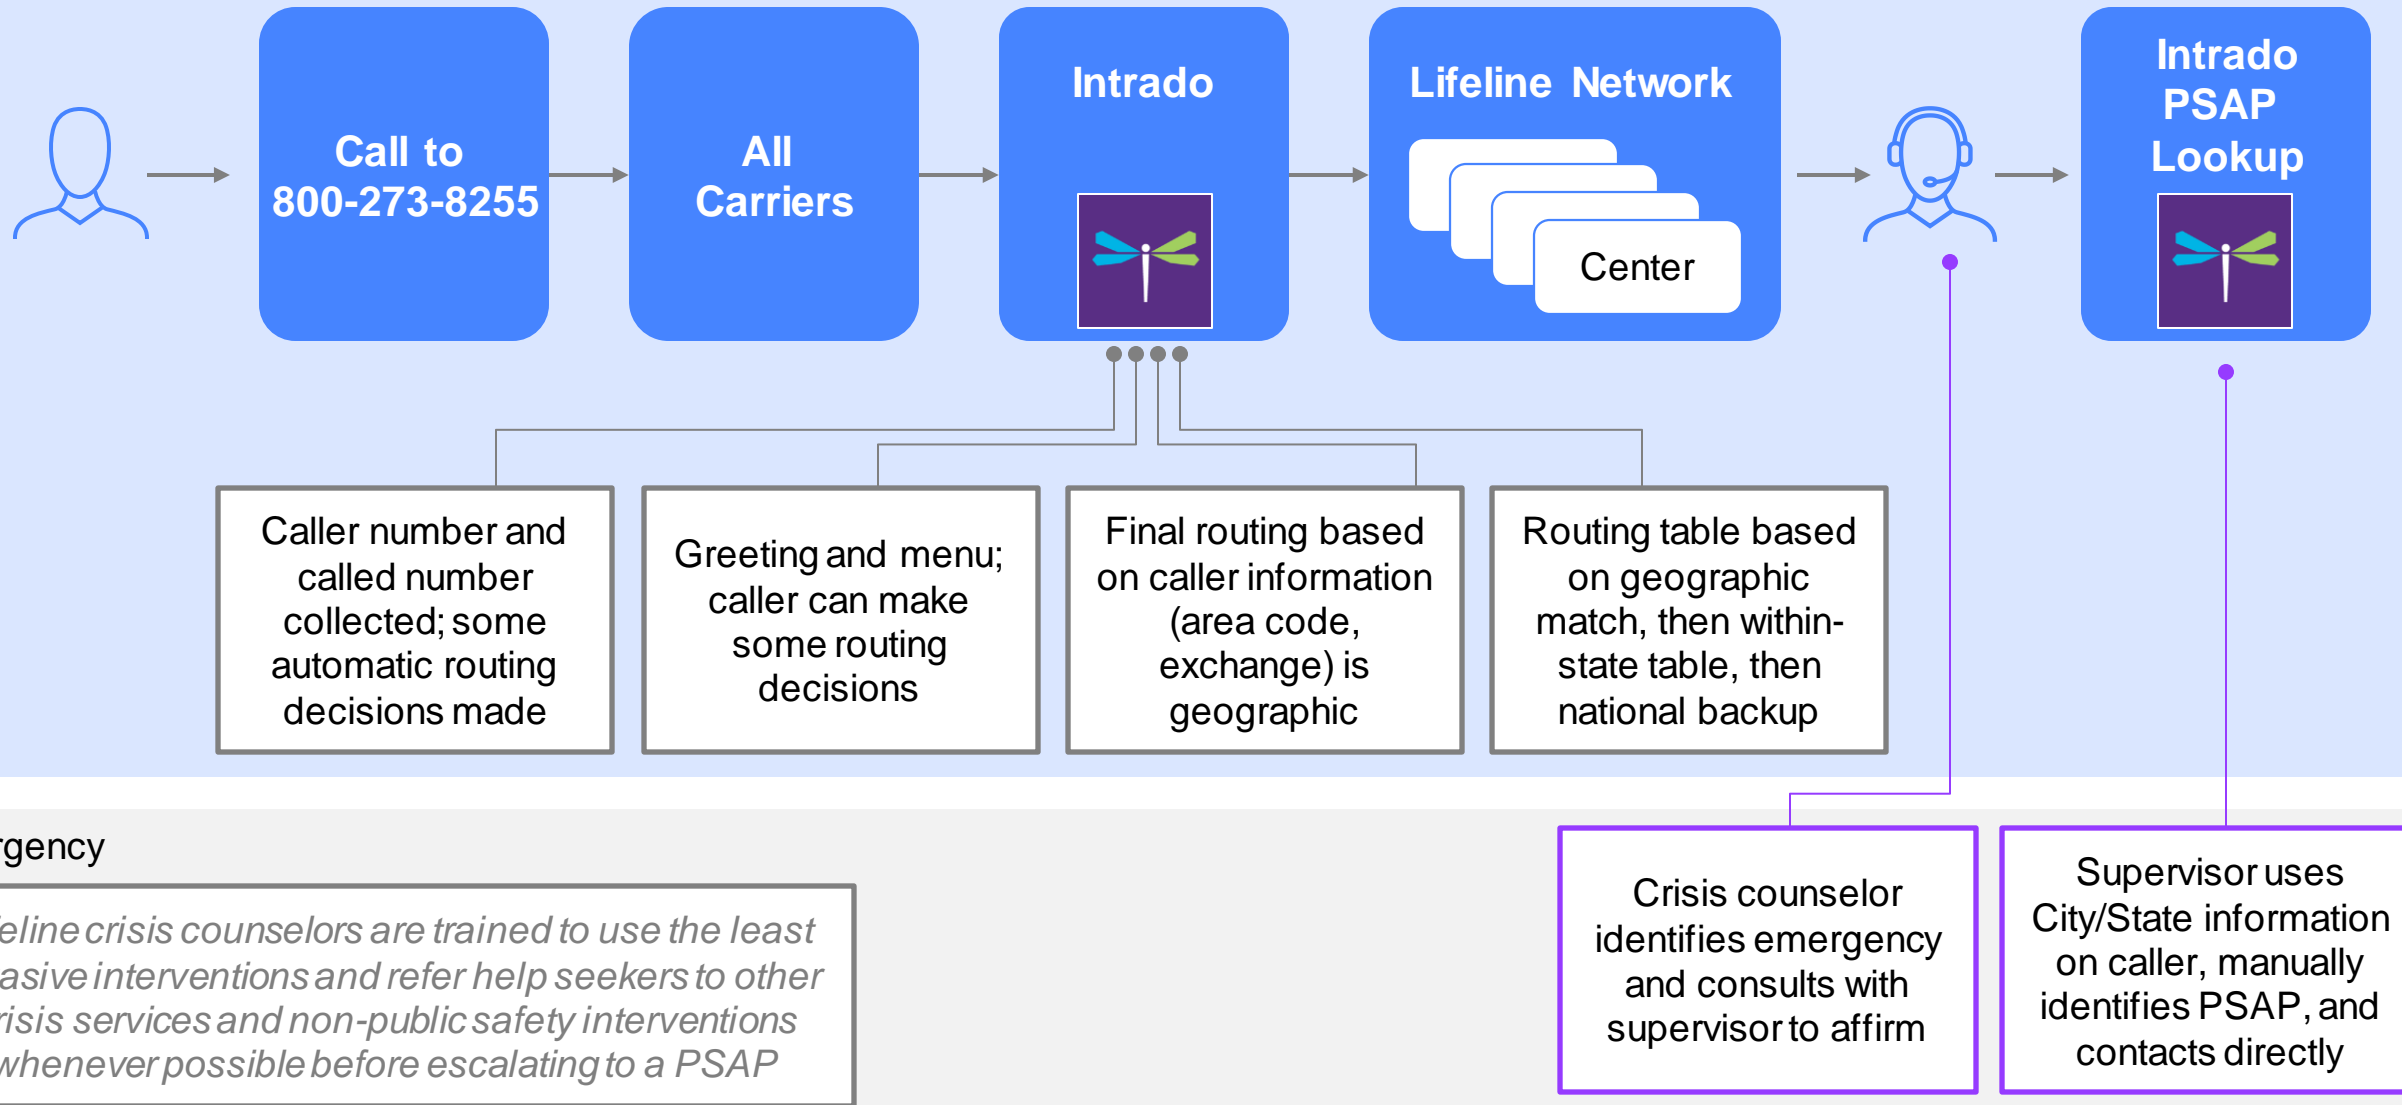 Call to
800-273-8255
All
Carriers
Intrado
Lifeline Network
Center
Intrado
PSAP
Lookup
Caller number and
called number
collected; some
automatic routing
decisions made
Greeting and menu;
caller can make
some routing
decisions
Final routing based
on caller information
(area code,
exchange) is
geographic
Routing table based
on geographic
match, then within-
state table, then
national backup
rgency
eline crisis counselors are trained to use the least
asive interventions and refer help seekers to other
risis services and non-public safety interventions
whenever possible before escalating to a PSAP
Crisis counselor
identifies emergency
and consults with
supervisor to affirm
Supervisor uses
City/State information
on caller, manually
identifies PSAP, and
contacts directly